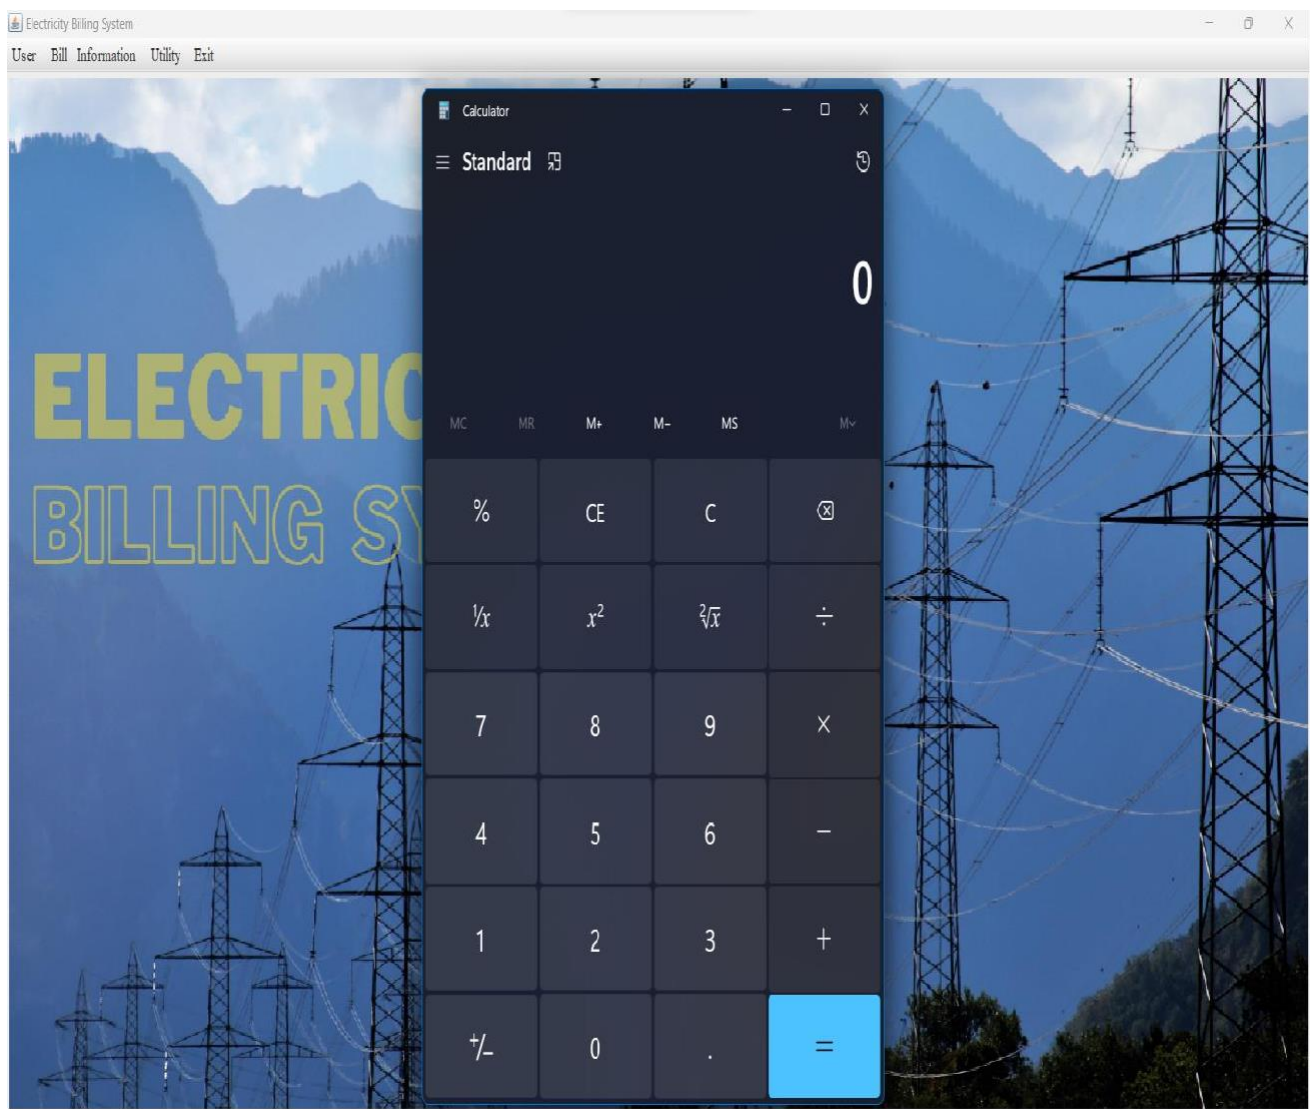 Electricity Billing System
User Bill Information Utility Exit
Calculator
Standard
0
ELECTRIC
BILLING SY
MC MR M+ M- MS M˅
% CE C
⅟x x² ²√x ÷
7 8 9 ×
4 5 6 −
1 2 3 +
+/− 0 . =